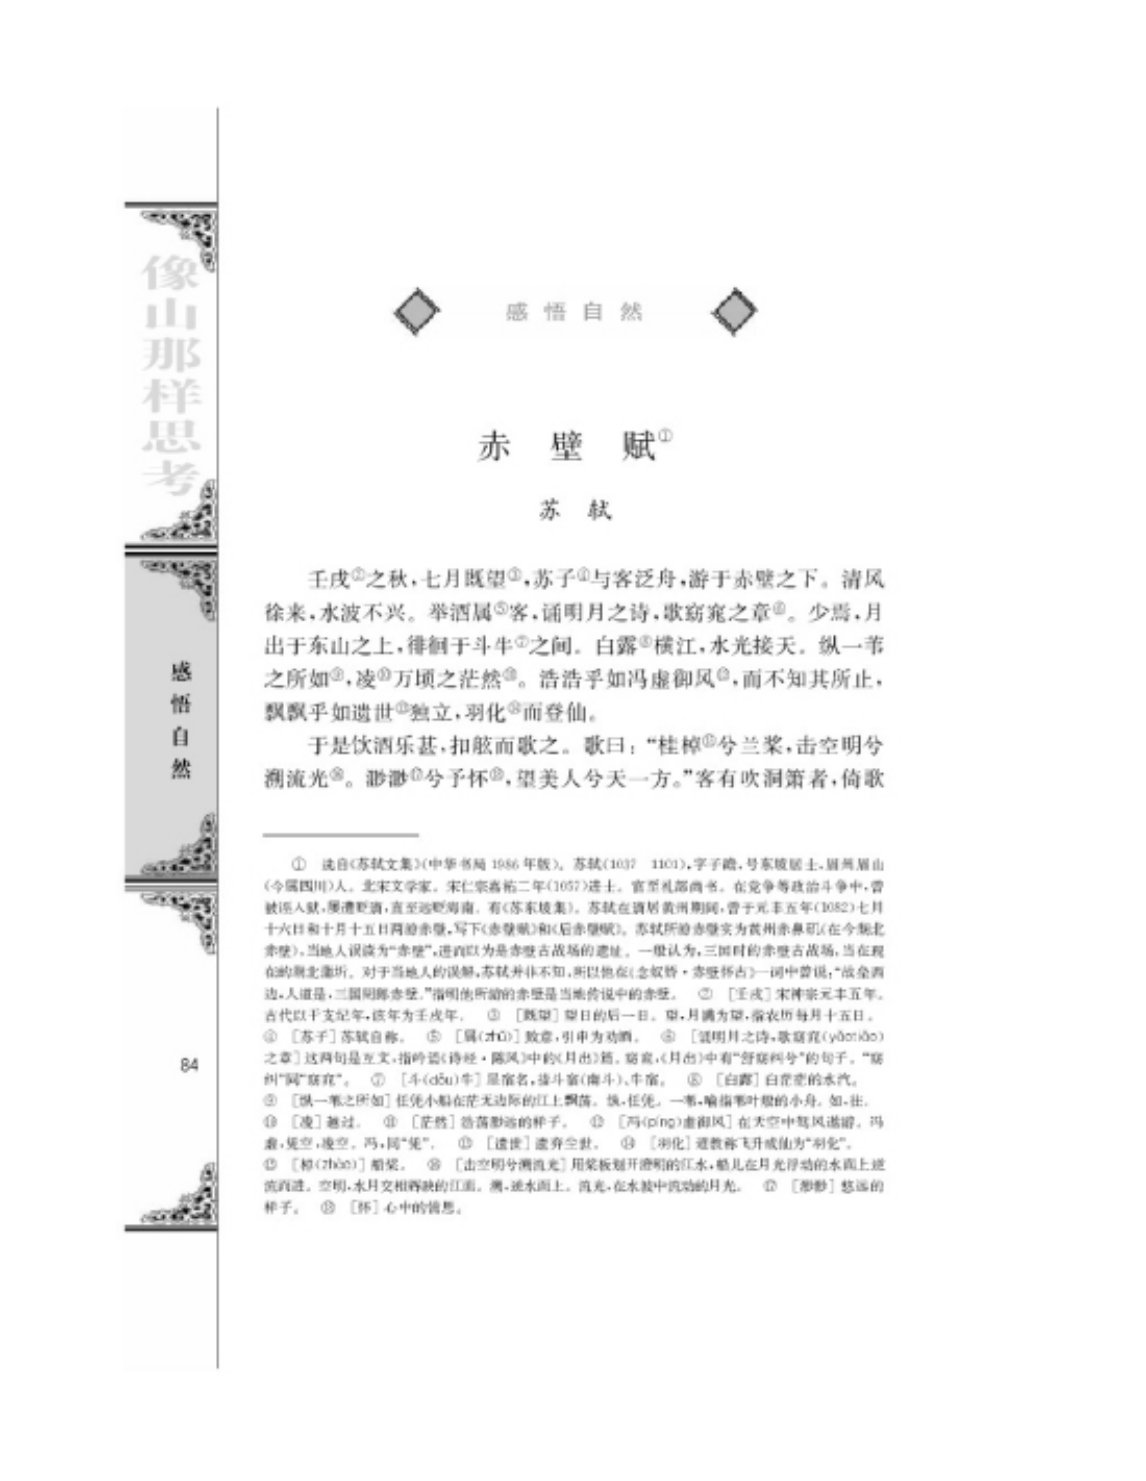 像山那样思考
感悟自然
84
感悟自然
赤壁赋①
苏轼
壬戌②之秋，七月既望③，苏子④与客泛舟，游于赤壁之下。清风
徐来，水波不兴。举酒属⑤客，诵明月之诗，歌窈窕之章⑥。少焉，月
出于东山之上，徘徊于斗牛⑦之间。白露⑧横江，水光接天。纵一苇
之所如⑨，凌⑩万顷之茫然⑪。浩浩乎如冯虚御风⑫，而不知其所止，
飘飘乎如遗世⑬独立，羽化⑭而登仙。
于是饮酒乐甚，扣舷而歌之。歌曰：“桂棹⑮兮兰桨，击空明兮
溯流光⑯。渺渺⑰兮予怀⑱，望美人兮天一方。”客有吹洞箫者，倚歌
① 选自《苏轼文集》（中华书局 1986 年版）。苏轼（1037 1101），字子瞻，号东坡居士，眉州眉山
（今属四川）人。北宋文学家。宋仁宗嘉祐二年（1057）进士。官至礼部尚书。在党争等政治斗争中，曾
被诬入狱，屡遭贬谪，直至远贬海南。有《苏东坡集》。苏轼在谪居黄州期间，曾于元丰五年（1082）七月
十六日和十月十五日两游赤壁，写下《赤壁赋》和《后赤壁赋》。苏轼所游赤壁实为黄州赤鼻矶（在今湖北
赤壁），当地人误读为“赤壁”，进而以为是赤壁古战场的遗址。一般认为，三国时的赤壁古战场，当在现
在的湖北蒲圻。对于当地人的误解，苏轼并非不知，所以他在《念奴娇·赤壁怀古》一词中曾说，“故垒西
边，人道是，三国周郎赤壁。”指明他所游的赤壁是当地传说中的赤壁。 ② ［壬戌］宋神宗元丰五年。
古代以干支纪年，该年为壬戌年。 ③ ［既望］望日的后一日。望，月满为望，指农历每月十五日。
④ ［苏子］苏轼自称。 ⑤ ［属(zhǔ)］致意，引申为劝酒。 ⑥ ［诵明月之诗，歌窈窕(yǎotiǎo)
之章］这两句是互文，指吟诵《诗经·陈风》中的《月出》篇。窈窕，《月出》中有“舒窈纠兮”的句子。“窈
纠”同“窈窕”。 ⑦ ［斗(dǒu)牛］星宿名，指斗宿（南斗）、牛宿。 ⑧ ［白露］白茫茫的水汽。
⑨ ［纵一苇之所如］任凭小船在茫无边际的江上飘荡。纵，任凭。一苇，喻指苇叶般的小舟。如，往。
⑩ ［凌］越过。 ⑪ ［茫然］浩荡渺远的样子。 ⑫ ［冯(píng)虚御风］在天空中驾风遨游。冯
虚，凭空，凌空。冯，同“凭”。 ⑬ ［遗世］遗弃尘世。 ⑭ ［羽化］道教称飞升成仙为“羽化”。
⑮ ［棹(zhào)］船桨。 ⑯ ［击空明兮溯流光］用桨板划开澄明的江水，船儿在月光浮动的水面上逆
流而进。空明，水月交相辉映的江面。溯，逆水而上。流光，在水波中流动的月光。 ⑰ ［渺渺］悠远的
样子。 ⑱ ［怀］心中的情思。